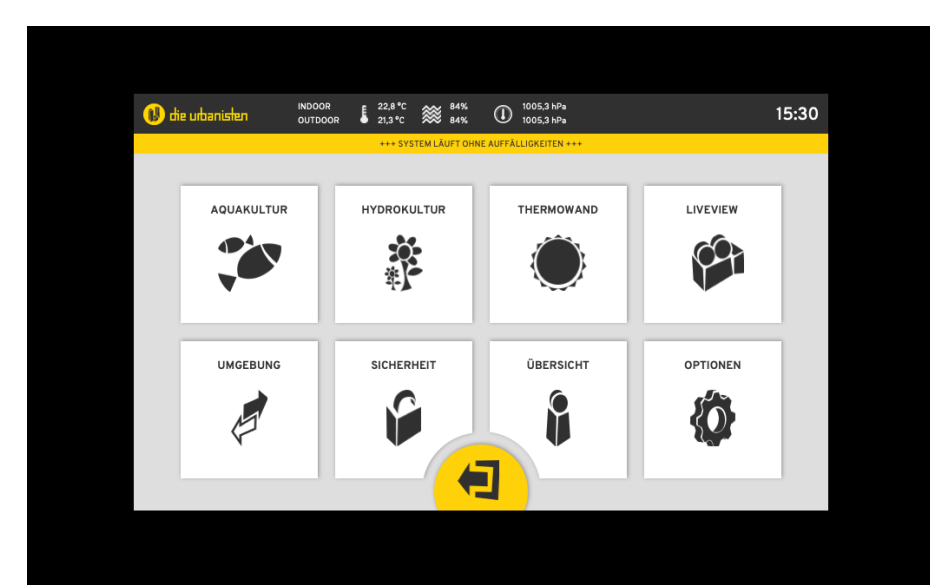 die urbanisten
INDOOR 22,8 °C 84% 1005,3 hPa
OUTDOOR 21,3 °C 84% 1005,3 hPa
15:30
+++ SYSTEM LÄUFT OHNE AUFFÄLLIGKEITEN +++
AQUAKULTUR
HYDROKULTUR
THERMOWAND
LIVEVIEW
UMGEBUNG
SICHERHEIT
ÜBERSICHT
OPTIONEN